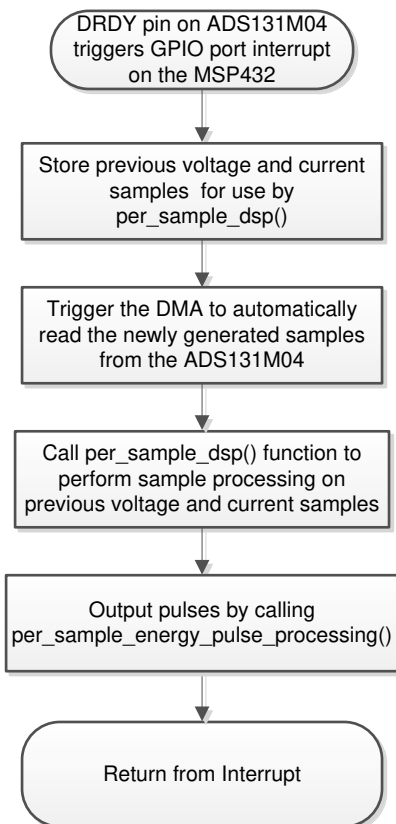 DRDY pin on ADS131M04
triggers GPIO port interrupt
on the MSP432
Store previous voltage and current
samples for use by
per_sample_dsp()
Trigger the DMA to automatically
read the newly generated samples
from the ADS131M04
Call per_sample_dsp() function to
perform sample processing on
previous voltage and current samples
Output pulses by calling
per_sample_energy_pulse_processing()
Return from Interrupt